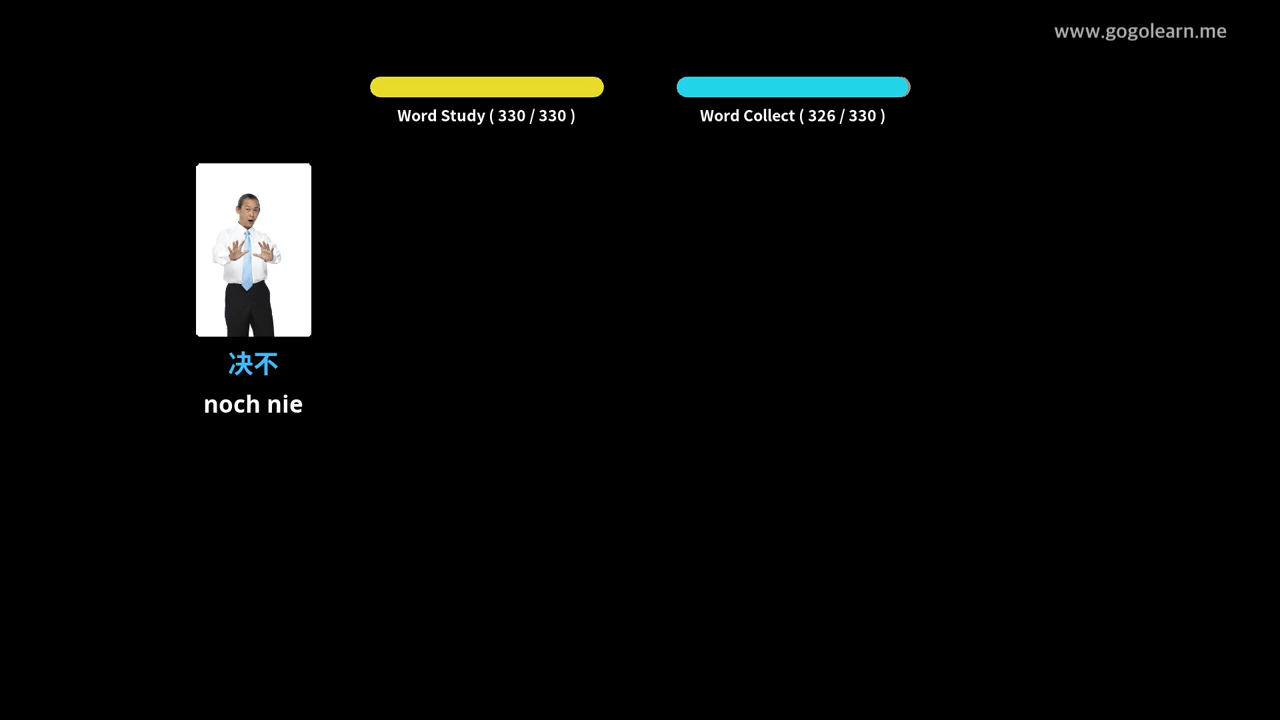 www.gogolearn.me
Word Study ( 330 / 330 )
Word Collect ( 326 / 330 )
决不
noch nie